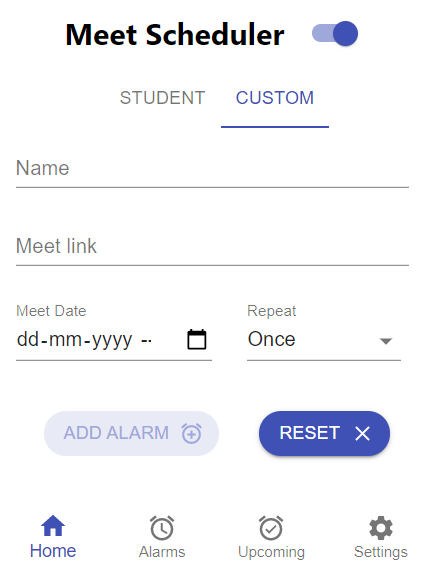 Meet Scheduler
STUDENT CUSTOM
Name
Meet link
Meet Date Repeat
dd-mm-yyyy -- Once
ADD ALARM RESET
Home Alarms Upcoming Settings